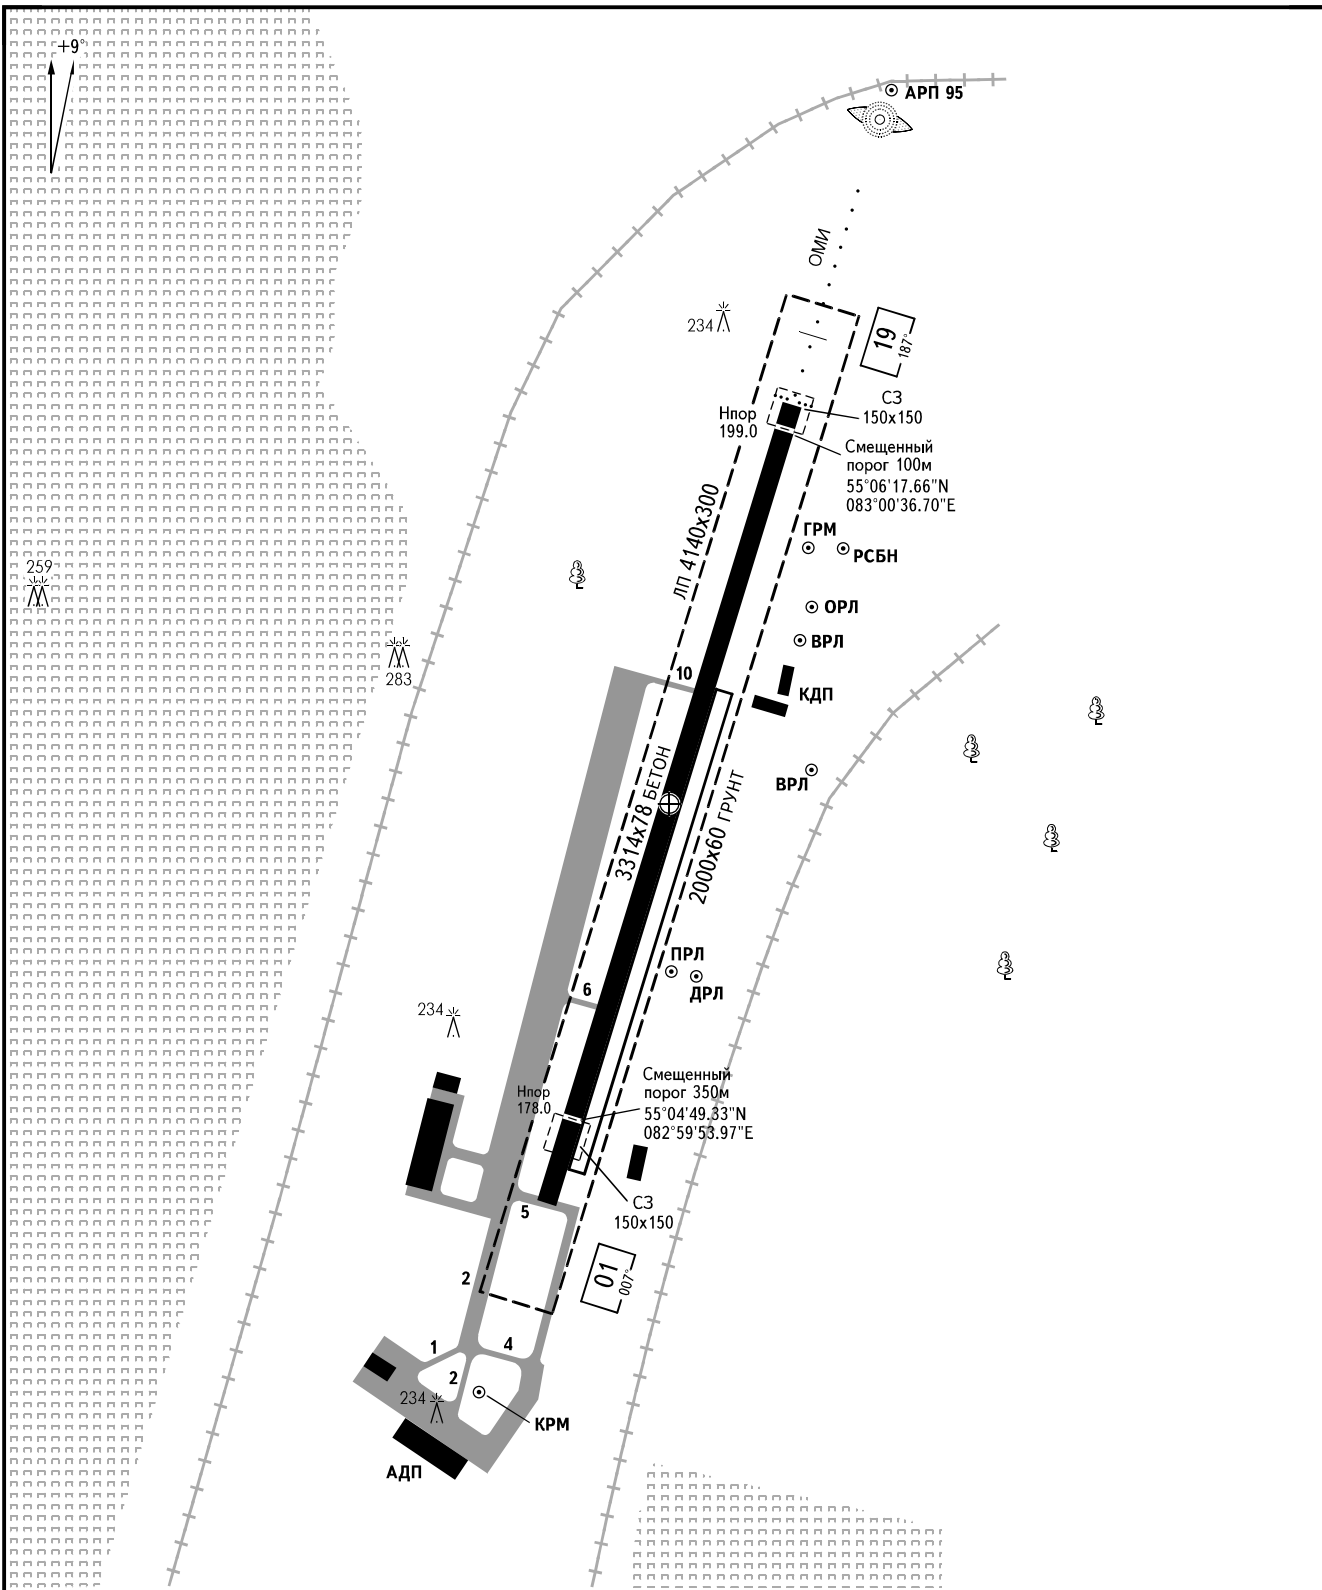 +9°
АРП 95
ОМИ
234
19
187°
СЗ
150x150
Нпор
199.0
Смещенный
порог 100м
55°06'17.66"N
083°00'36.70"E
ЛП 4140x300
ГРМ
РСБН
259
ОРЛ
ВРЛ
283
10
КДП
ВРЛ
3314x78 БЕТОН
2000x60 ГРУНТ
ПРЛ
ДРЛ
6
234
Нпор
178.0
Смещенный
порог 350м
55°04'49.33"N
082°59'53.97"E
СЗ
150x150
5
01
007°
2
1
4
2
234
КРМ
АДП